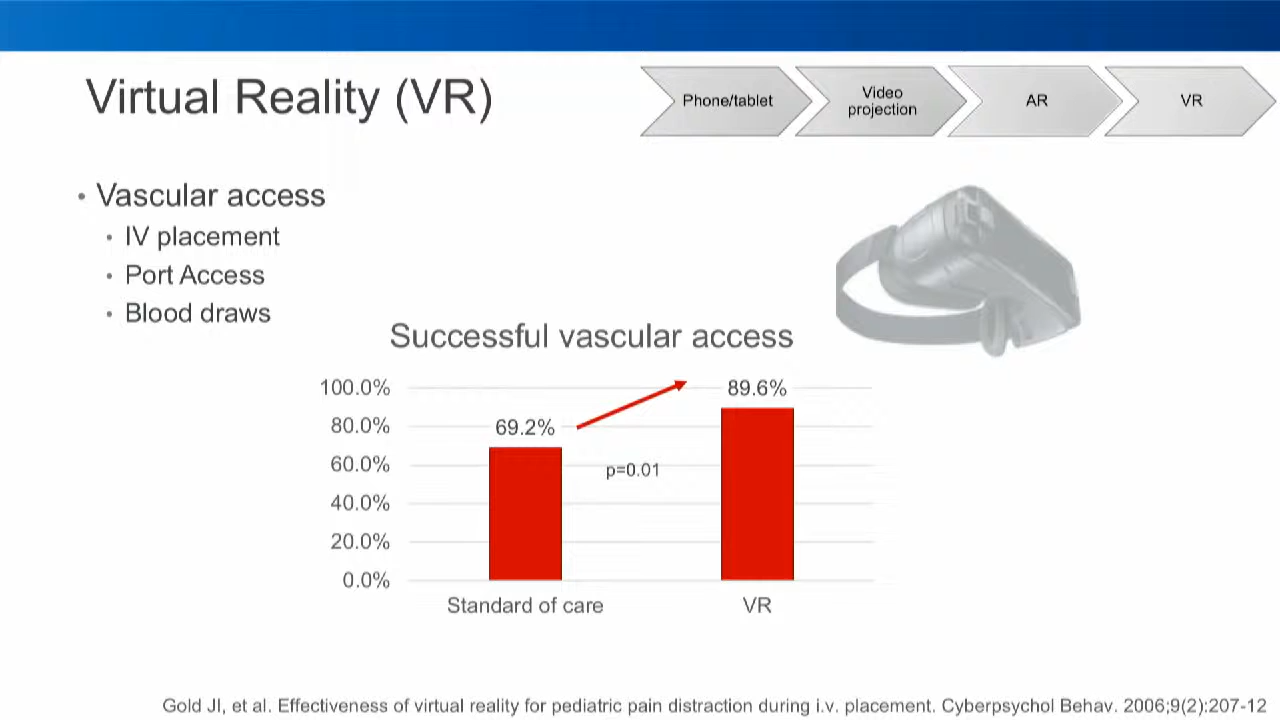 Virtual Reality (VR)
Phone/tablet
Video
projection
AR
VR
• Vascular access
• IV placement
• Port Access
• Blood draws
Successful vascular access
100.0%
80.0%
60.0%
40.0%
20.0%
0.0%
69.2%
89.6%
p=0.01
Standard of care
VR
Gold JI, et al. Effectiveness of virtual reality for pediatric pain distraction during i.v. placement. Cyberpsychol Behav. 2006;9(2):207-12